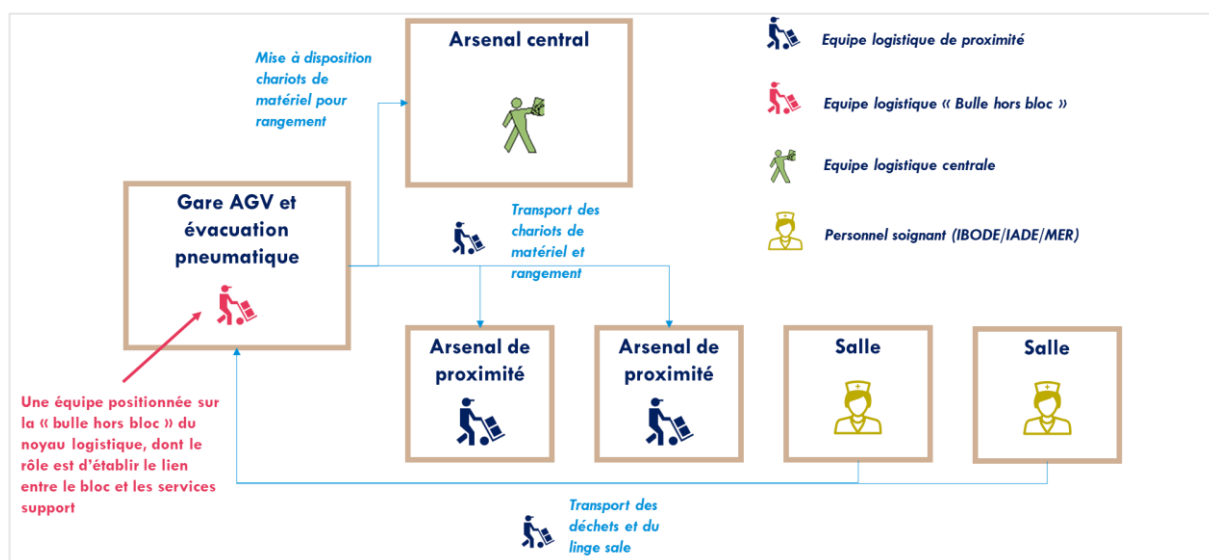 Arsenal central
Mise à disposition
chariots de
matériel pour
rangement
Equipe logistique de proximité
Equipe logistique « Bulle hors bloc »
Equipe logistique centrale
Personnel soignant (IBODE/IADE/MER)
Gare AGV et
évacuation
pneumatique
Transport des
chariots de
matériel et
rangement
Arsenal de
proximité
Arsenal de
proximité
Salle
Salle
Une équipe positionnée sur
la « bulle hors bloc » du
noyau logistique, dont le
rôle est d'établir le lien
entre le bloc et les services
support
Transport des
déchets et du
linge sale